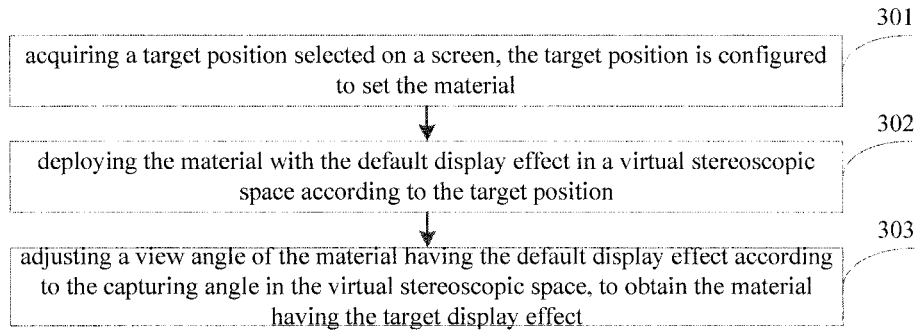 301
acquiring a target position selected on a screen, the target position is configured
to set the material
302
deploying the material with the default display effect in a virtual stereoscopic
space according to the target position
303
adjusting a view angle of the material having the default display effect according
to the capturing angle in the virtual stereoscopic space, to obtain the material
having the target display effect